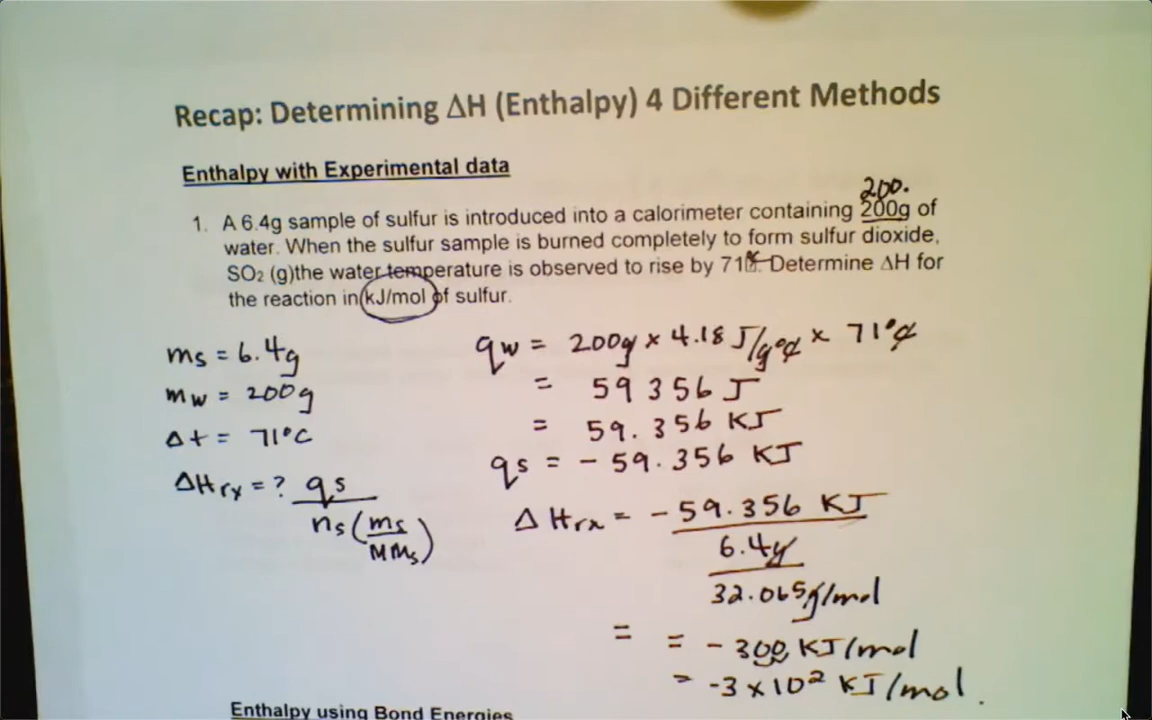 Recap: Determining ΔH (Enthalpy) 4 Different Methods
Enthalpy with Experimental data
200.
1. A 6.4g sample of sulfur is introduced into a calorimeter containing 200g of
water. When the sulfur sample is burned completely to form sulfur dioxide,
SO₂ (g)the water temperature is observed to rise by 71 Determine ΔH for
the reaction in kJ/mol of sulfur.
ms = 6.4g
mw = 200g
Δt = 71°C
ΔHrx = ? qs
ns (ms
MMs)
qw = 200g × 4.18 J/g°C × 71°C
= 59 356 J
= 59.356 KJ
qs = - 59.356 KJ
ΔHrx = - 59.356 KJ
6.4g
32.065g/mol
= = - 300 KJ/mol
= -3 × 10² KJ/mol.
Enthalpy using Bond Energies